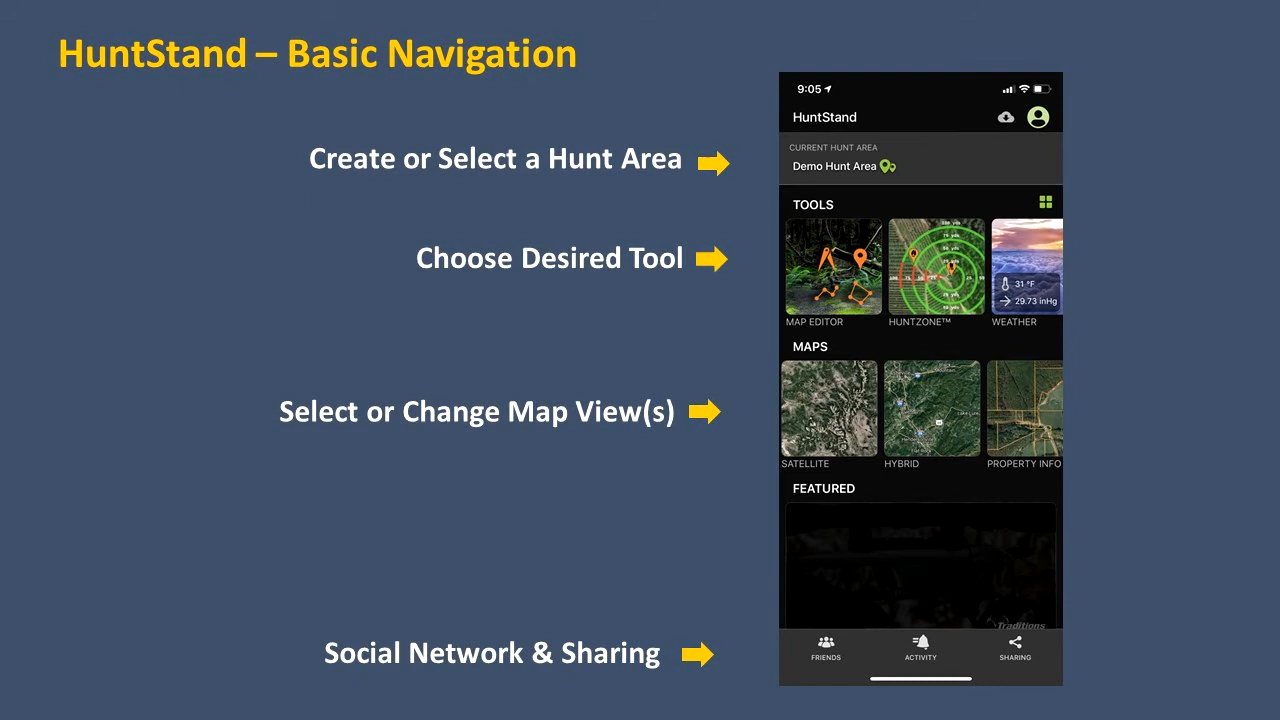 HuntStand – Basic Navigation
Create or Select a Hunt Area
Choose Desired Tool
Select or Change Map View(s)
Social Network & Sharing
9:05
HuntStand
CURRENT HUNT AREA
Demo Hunt Area
TOOLS
31 °F
29.73 inHg
MAP EDITOR
HUNTZONE™
WEATHER
MAPS
SATELLITE
HYBRID
PROPERTY INFO
FEATURED
Traditions
FRIENDS
ACTIVITY
SHARING